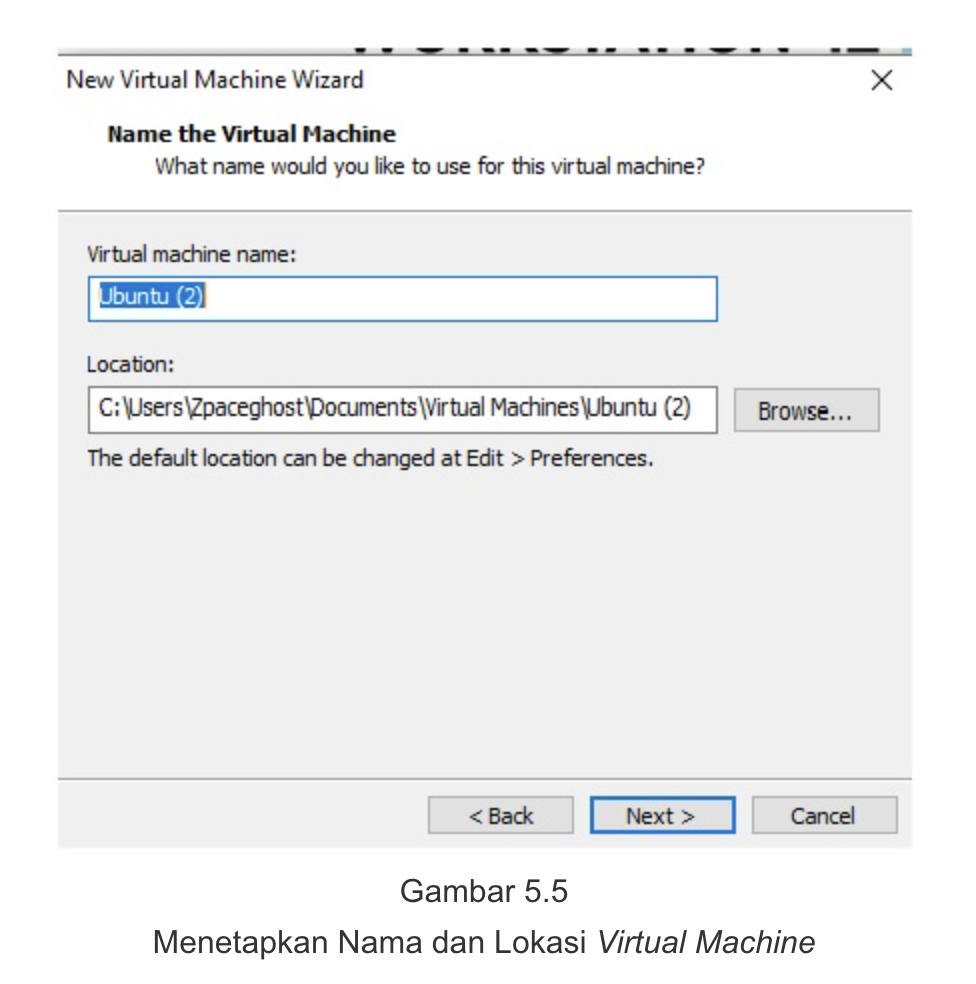 New Virtual Machine Wizard
Name the Virtual Machine
What name would you like to use for this virtual machine?
Virtual machine name:
Ubuntu (2)
Location:
C:\Users\Zpaceghost\Documents\Virtual Machines\Ubuntu (2)
Browse...
The default location can be changed at Edit > Preferences.
< Back Next > Cancel
Gambar 5.5
Menetapkan Nama dan Lokasi Virtual Machine